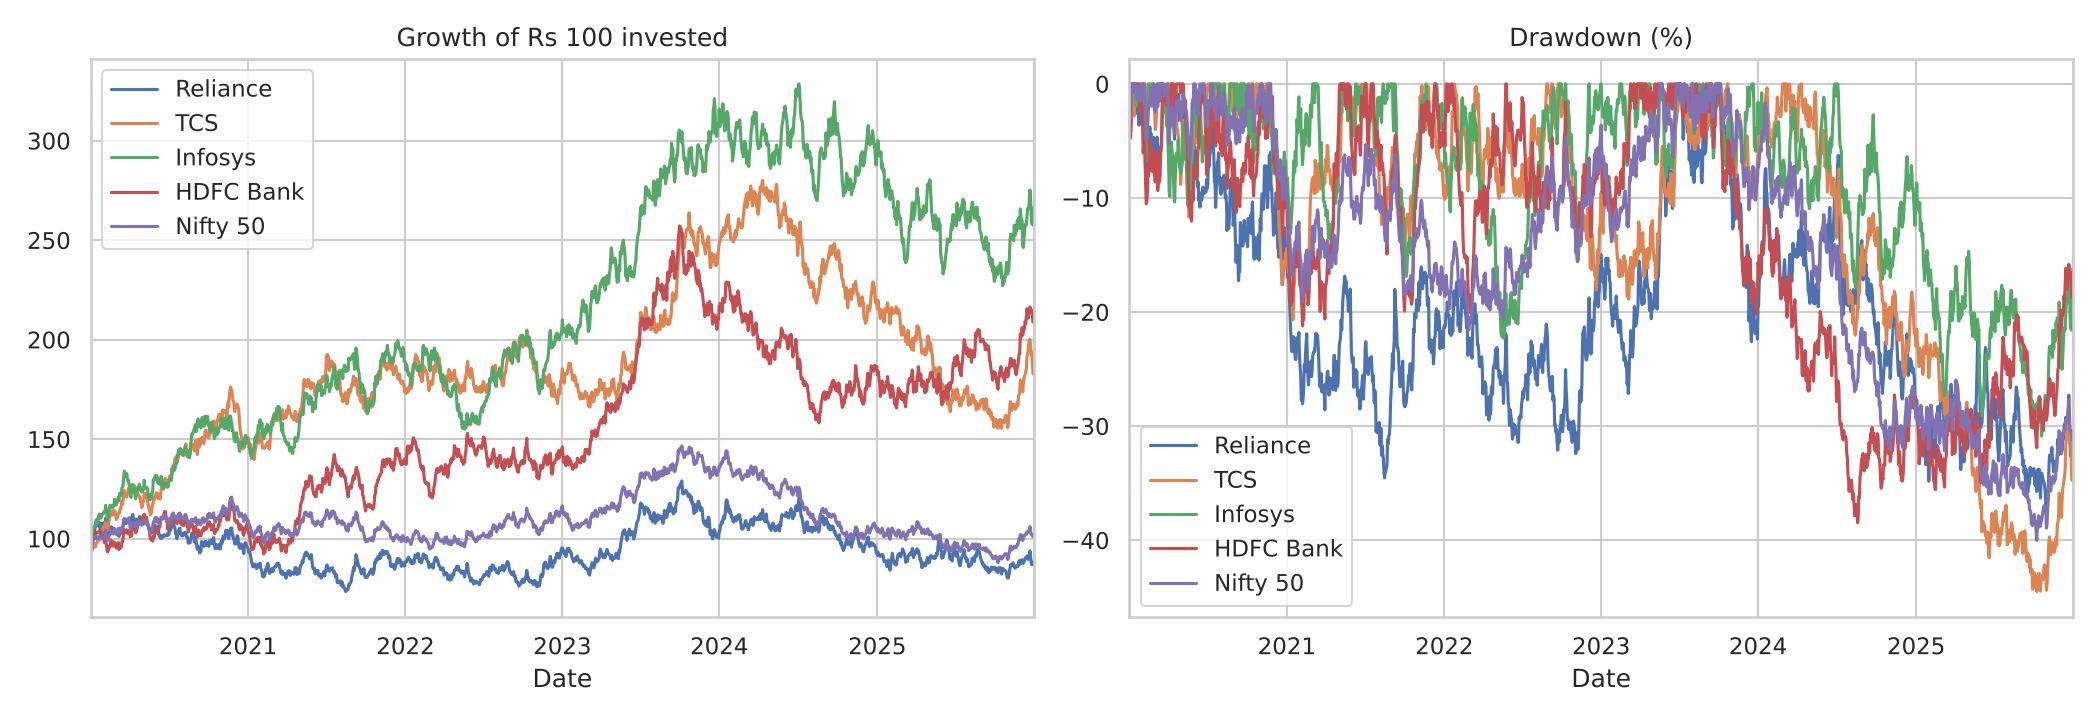 Growth of Rs 100 invested
Reliance
TCS
Infosys
HDFC Bank
Nifty 50
300
250
200
150
100
2021 2022 2023 2024 2025
Date
Drawdown (%)
0
−10
−20
−30
−40
Reliance
TCS
Infosys
HDFC Bank
Nifty 50
2021 2022 2023 2024 2025
Date